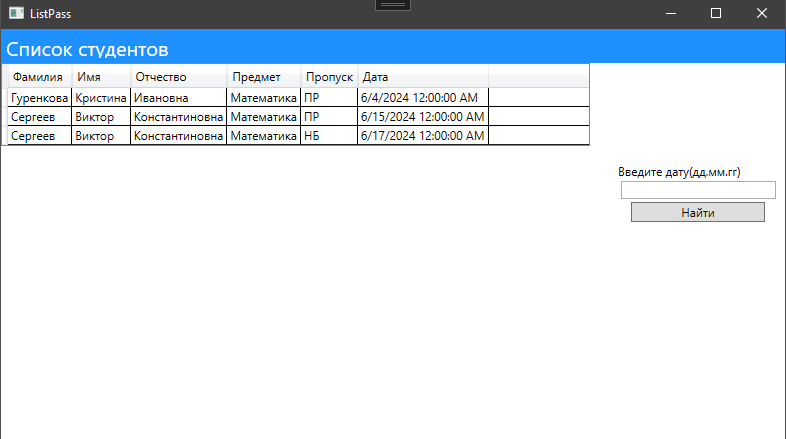 ListPass
Список студентов
Фамилия Имя Отчество Предмет Пропуск Дата
Гуренкова Кристина Ивановна Математика ПР 6/4/2024 12:00:00 AM
Сергеев Виктор Константиновна Математика ПР 6/15/2024 12:00:00 AM
Сергеев Виктор Константиновна Математика НБ 6/17/2024 12:00:00 AM
Введите дату(дд.мм.гг)
Найти